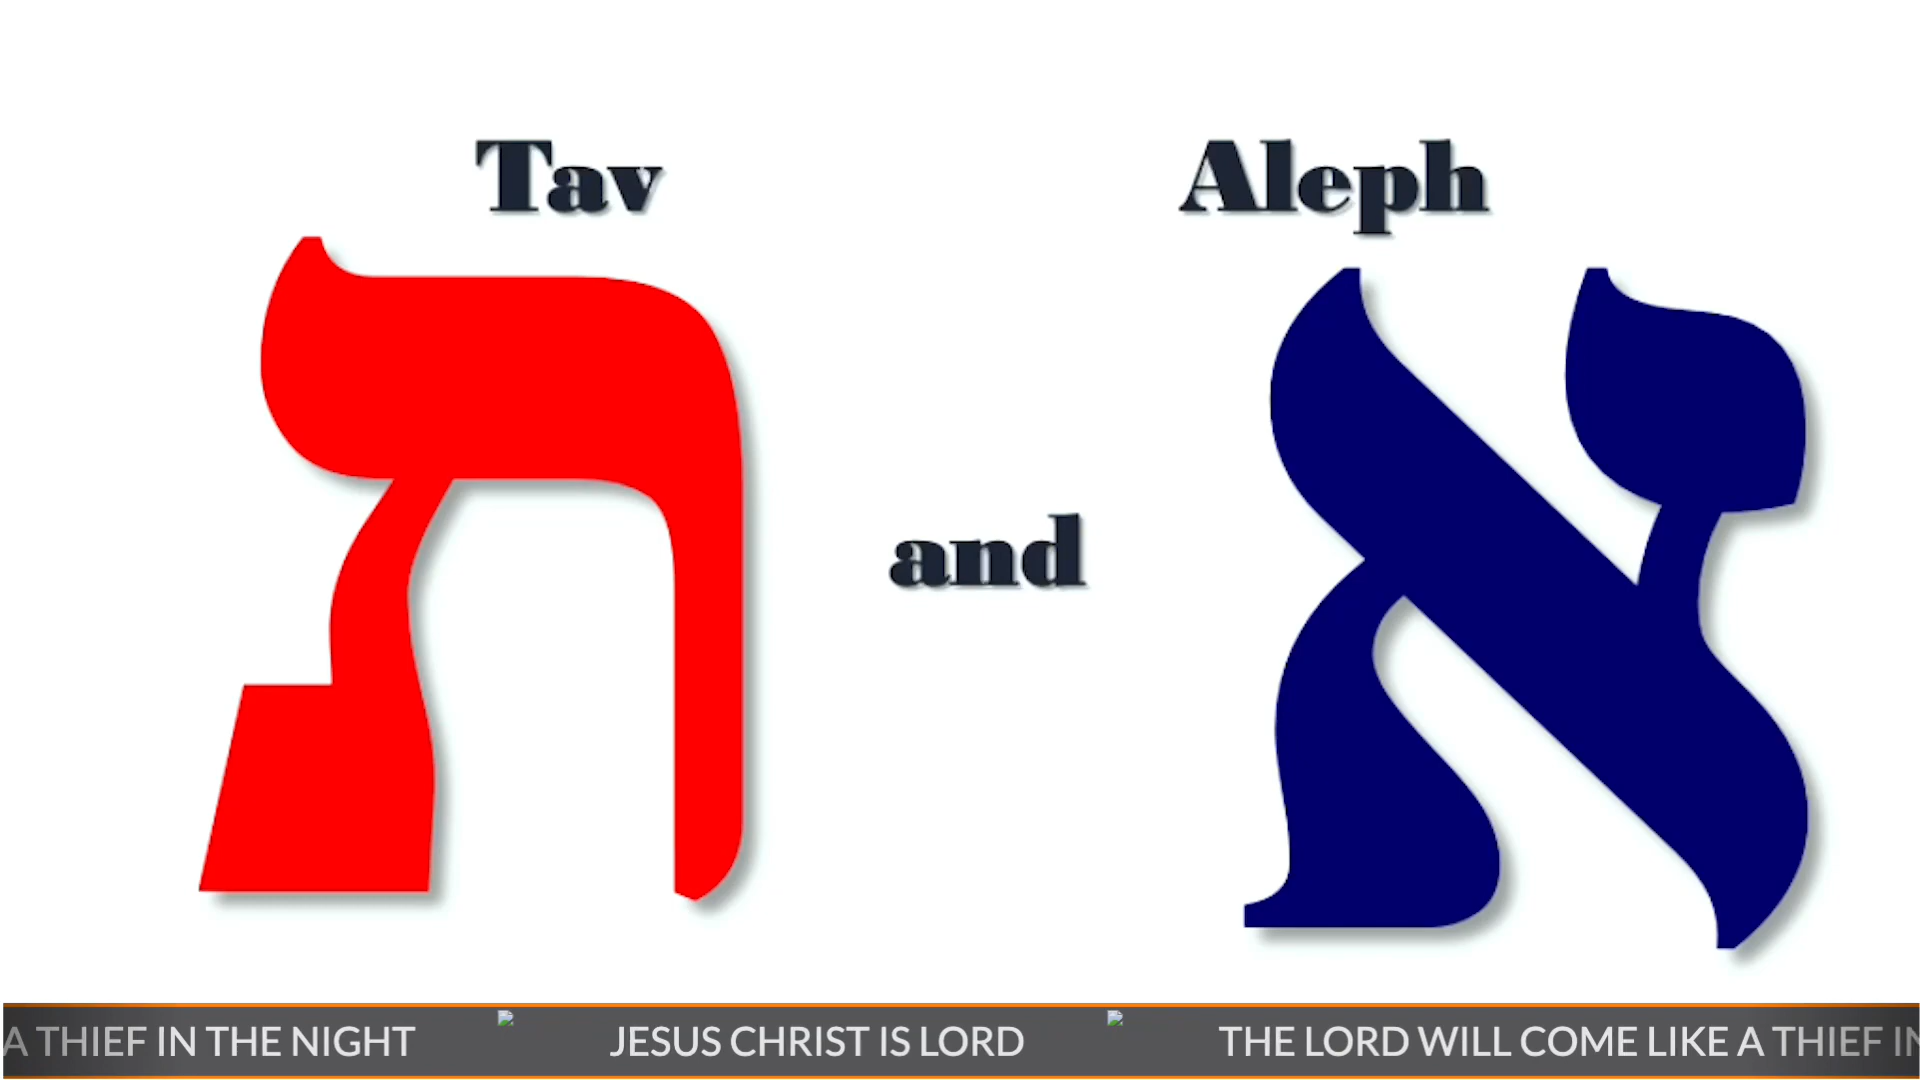 Tav
Aleph
ת
and
א
A THIEF IN THE NIGHT
JESUS CHRIST IS LORD
THE LORD WILL COME LIKE A THIEF IN